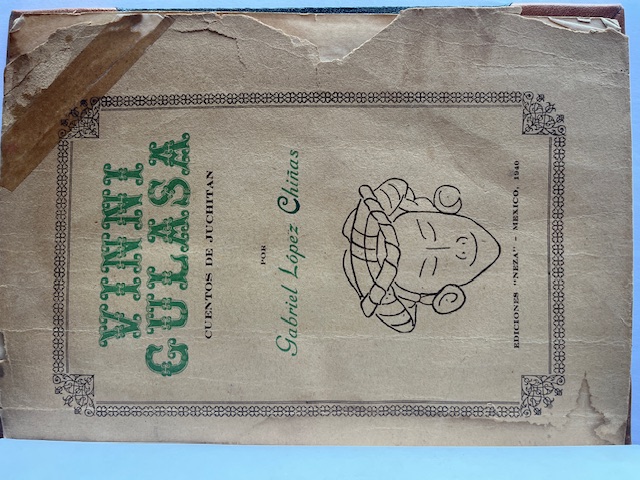 VINNI
GULASA
CUENTOS DE JUCHITAN
POR
Gabriel López Chiñas
EDICIONES "NEZA" - MEXICO, 1940